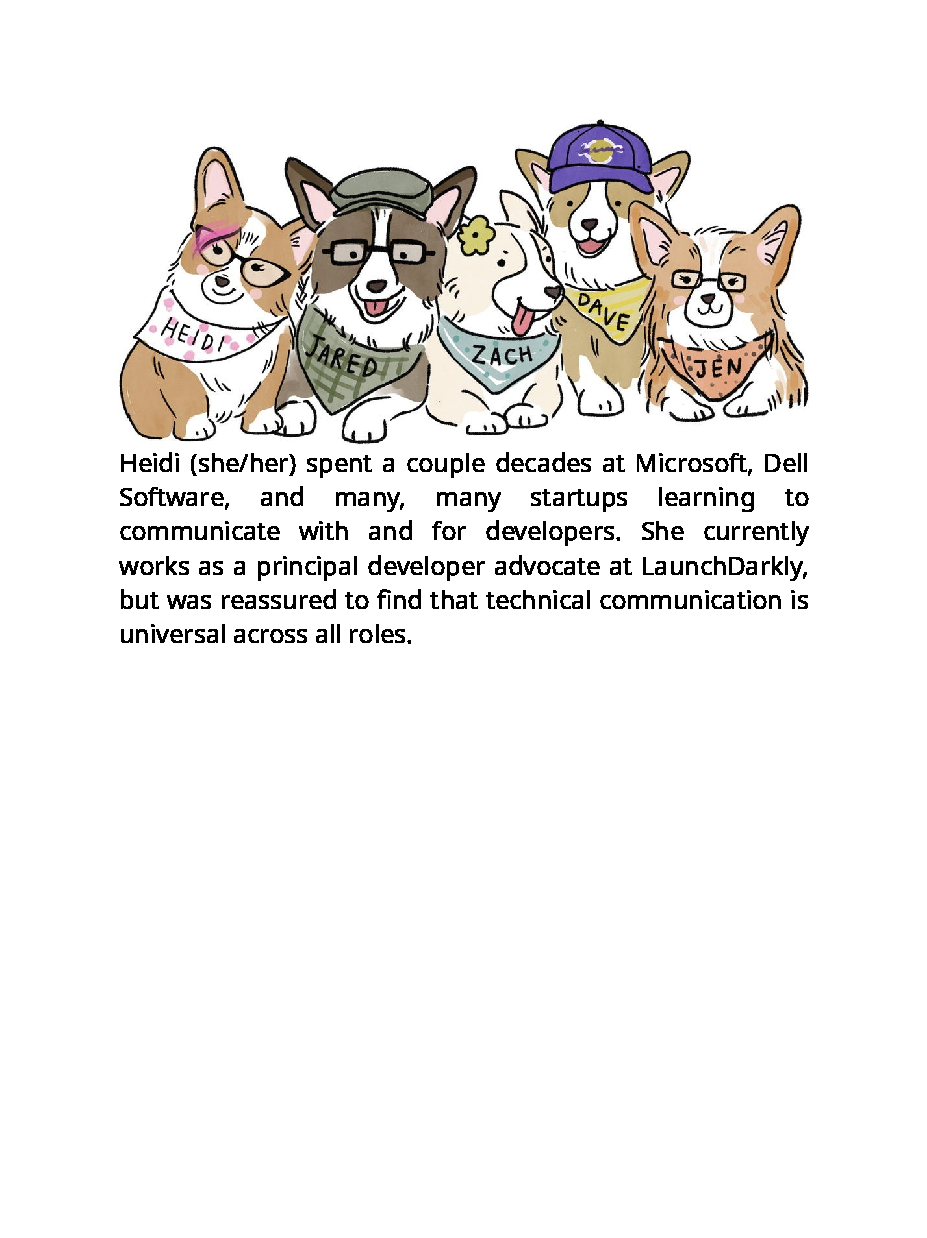 HEIDI
JARED
ZACH
DAVE
JEN
Heidi (she/her) spent a couple decades at Microsoft, Dell
Software, and many, many startups learning to
communicate with and for developers. She currently
works as a principal developer advocate at LaunchDarkly,
but was reassured to find that technical communication is
universal across all roles.